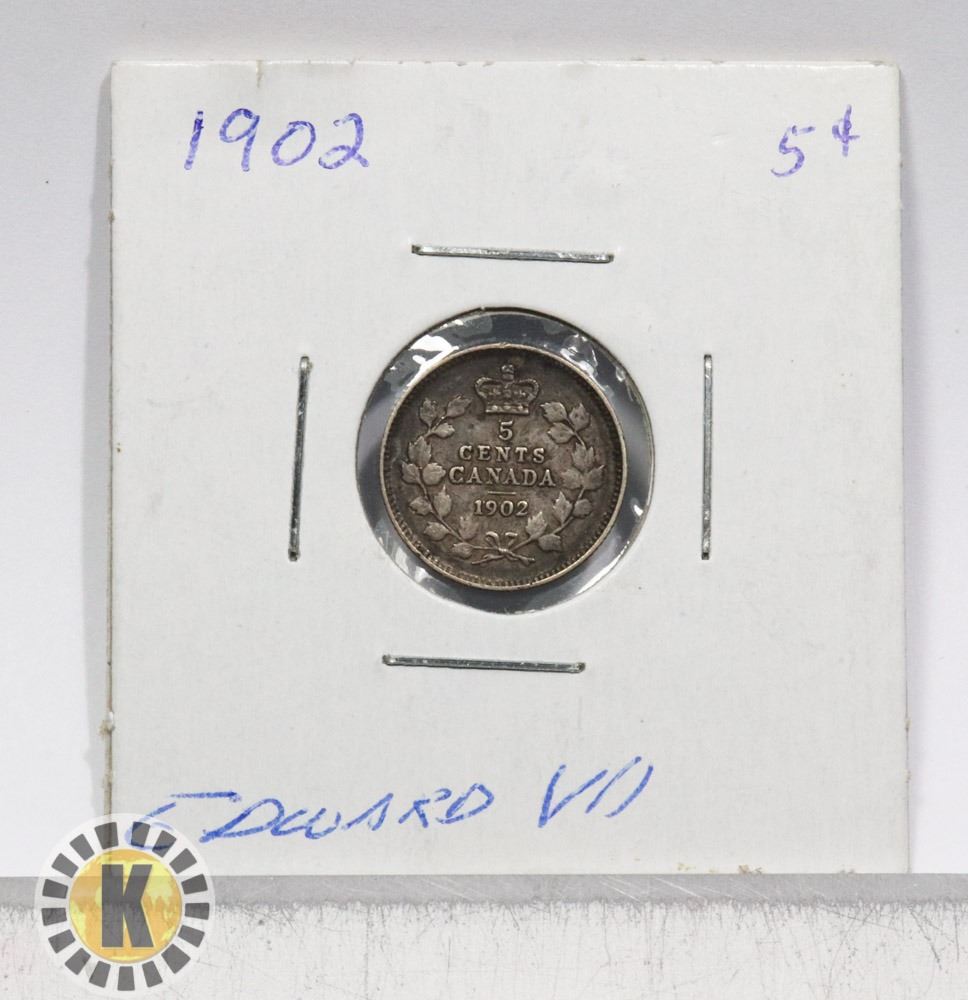 1902 5¢
5
CENTS
CANADA
1902
EDWARD VII
K